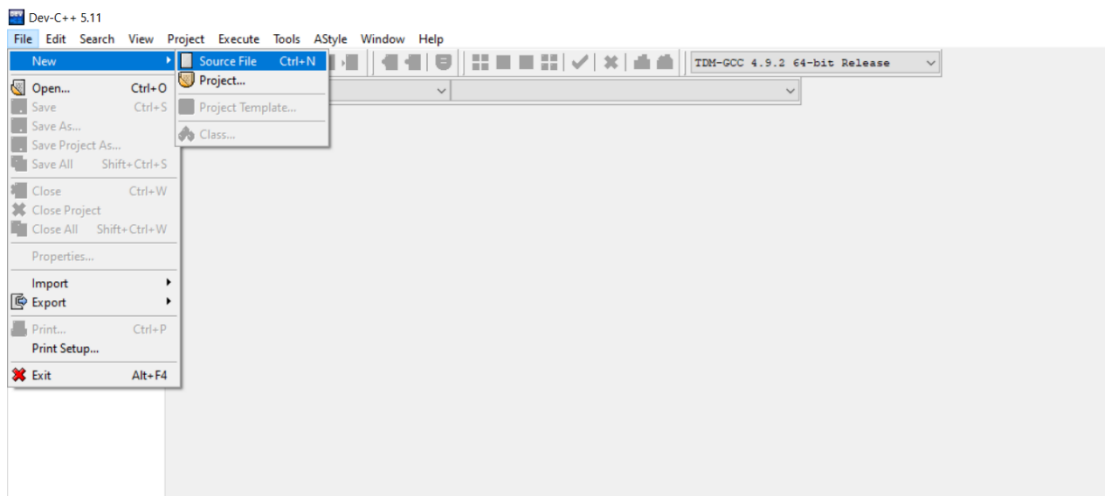 Dev-C++ 5.11
File Edit Search View Project Execute Tools AStyle Window Help
New
Source File Ctrl+N
Project...
Project Template...
Class...
TDM-GCC 4.9.2 64-bit Release
Open... Ctrl+O
Save Ctrl+S
Save As...
Save Project As...
Save All Shift+Ctrl+S
Close Ctrl+W
Close Project
Close All Shift+Ctrl+W
Properties...
Import
Export
Print... Ctrl+P
Print Setup...
Exit Alt+F4